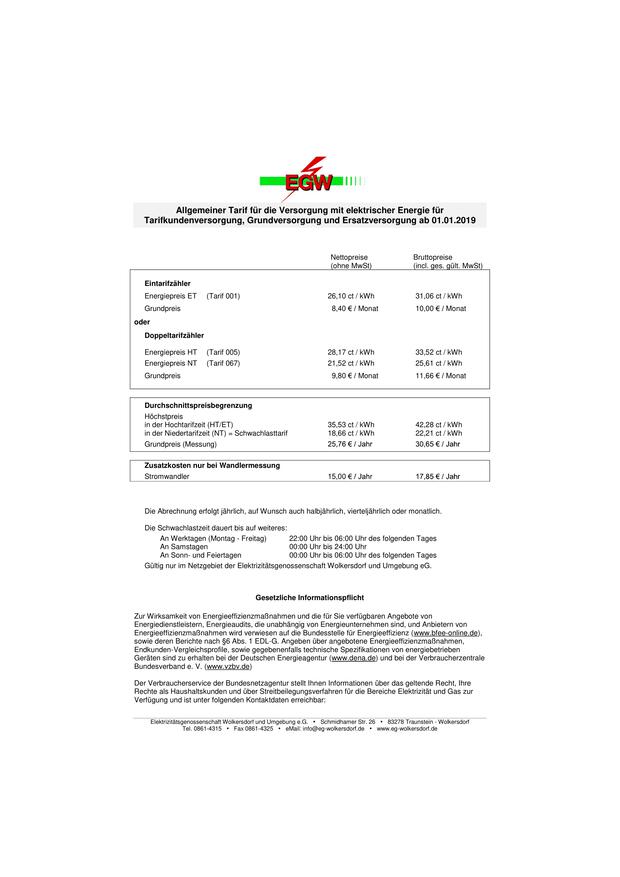 EGW
Allgemeiner Tarif für die Versorgung mit elektrischer Energie für
Tarifkundenversorgung, Grundversorgung und Ersatzversorgung ab 01.01.2019
Nettopreise Bruttopreise
(ohne MwSt) (incl. ges. gült. MwSt)
Eintarifzähler
Energiepreis ET (Tarif 001) 26,10 ct / kWh 31,06 ct / kWh
Grundpreis 8,40 € / Monat 10,00 € / Monat
oder
Doppeltarifzähler
Energiepreis HT (Tarif 005) 28,17 ct / kWh 33,52 ct / kWh
Energiepreis NT (Tarif 067) 21,52 ct / kWh 25,61 ct / kWh
Grundpreis 9,80 € / Monat 11,66 € / Monat
Durchschnittspreisbegrenzung
Höchstpreis
in der Hochtarifzeit (HT/ET) 35,53 ct / kWh 42,28 ct / kWh
in der Niedertarifzeit (NT) = Schwachlasttarif 18,66 ct / kWh 22,21 ct / kWh
Grundpreis (Messung) 25,76 € / Jahr 30,65 € / Jahr
Zusatzkosten nur bei Wandlermessung
Stromwandler 15,00 € / Jahr 17,85 € / Jahr
Die Abrechnung erfolgt jährlich, auf Wunsch auch halbjährlich, vierteljährlich oder monatlich.
Die Schwachlastzeit dauert bis auf weiteres:
An Werktagen (Montag - Freitag) 22:00 Uhr bis 06:00 Uhr des folgenden Tages
An Samstagen 00:00 Uhr bis 24:00 Uhr
An Sonn- und Feiertagen 00:00 Uhr bis 06:00 Uhr des folgenden Tages
Gültig nur im Netzgebiet der Elektrizitätsgenossenschaft Wolkersdorf und Umgebung eG.
Gesetzliche Informationspflicht
Zur Wirksamkeit von Energieeffizienzmaßnahmen und die für Sie verfügbaren Angebote von
Energiedienstleistern, Energieaudits, die unabhängig von Energieunternehmen sind, und Anbietern von
Energieeffizienzmaßnahmen wird verwiesen auf die Bundesstelle für Energieeffizienz (www.bfee-online.de),
sowie deren Berichte nach §6 Abs. 1 EDL-G. Angaben über angebotene Energieeffizienzmaßnahmen,
Endkunden-Vergleichsprofile, sowie gegebenenfalls technische Spezifikationen von energiebetrieben
Geräten sind zu erhalten bei der Deutschen Energieagentur (www.dena.de) und bei der Verbraucherzentrale
Bundesverband e. V. (www.vzbv.de)
Der Verbraucherservice der Bundesnetzagentur stellt Ihnen Informationen über das geltende Recht, Ihre
Rechte als Haushaltskunden und über Streitbeilegungsverfahren für die Bereiche Elektrizität und Gas zur
Verfügung und ist unter folgenden Kontaktdaten erreichbar:
Elektrizitätsgenossenschaft Wolkersdorf und Umgebung e.G. • Schmidhamer Str. 26 • 83278 Traunstein - Wolkersdorf
Tel. 0861-4315 • Fax 0861-4325 • eMail: info@eg-wolkersdorf.de • www.eg-wolkersdorf.de